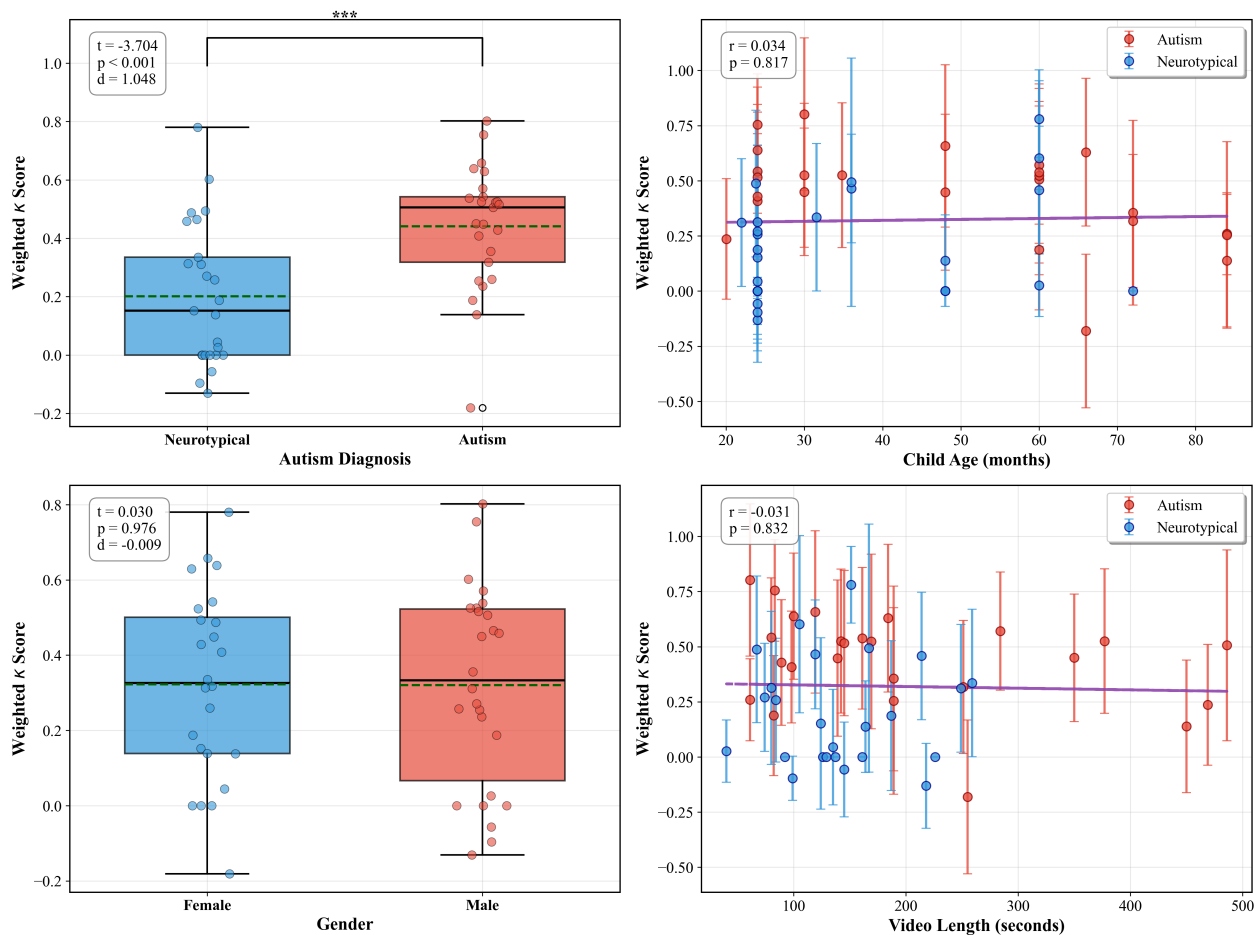 ***
t = -3.704
p < 0.001
d = 1.048
1.0
0.8
0.6
0.4
0.2
0.0
−0.2
Weighted κ Score
Neurotypical
Autism
Autism Diagnosis
r = 0.034
p = 0.817
Autism
Neurotypical
1.00
0.75
0.50
0.25
0.00
−0.25
−0.50
Weighted κ Score
20
30
40
50
60
70
80
Child Age (months)
t = 0.030
p = 0.976
d = -0.009
0.8
0.6
0.4
0.2
0.0
−0.2
Weighted κ Score
Female
Male
Gender
r = -0.031
p = 0.832
Autism
Neurotypical
1.00
0.75
0.50
0.25
0.00
−0.25
−0.50
Weighted κ Score
100
200
300
400
500
Video Length (seconds)